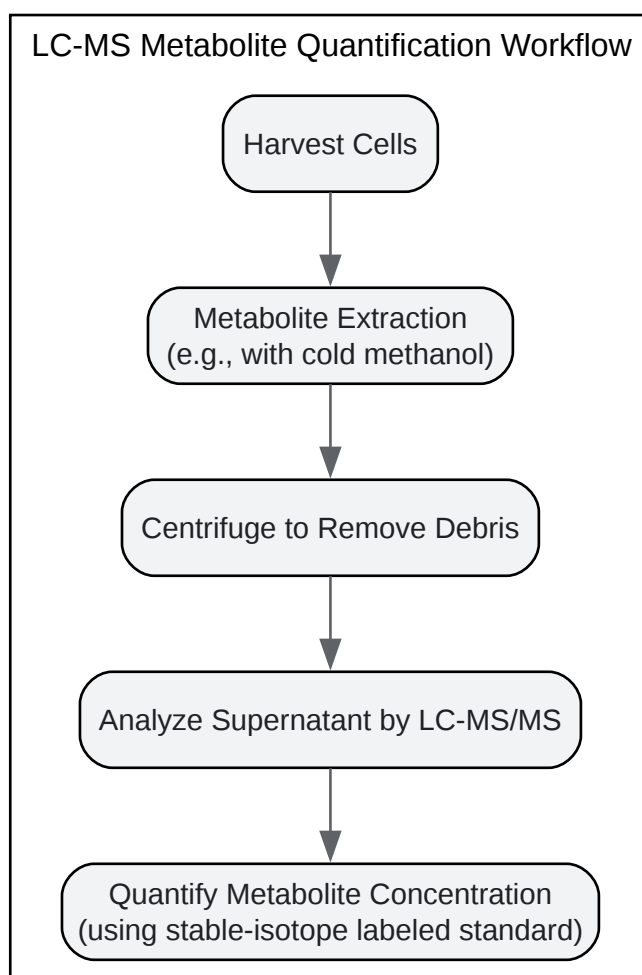 LC-MS Metabolite Quantification Workflow
Harvest Cells
Metabolite Extraction
(e.g., with cold methanol)
Centrifuge to Remove Debris
Analyze Supernatant by LC-MS/MS
Quantify Metabolite Concentration
(using stable-isotope labeled standard)